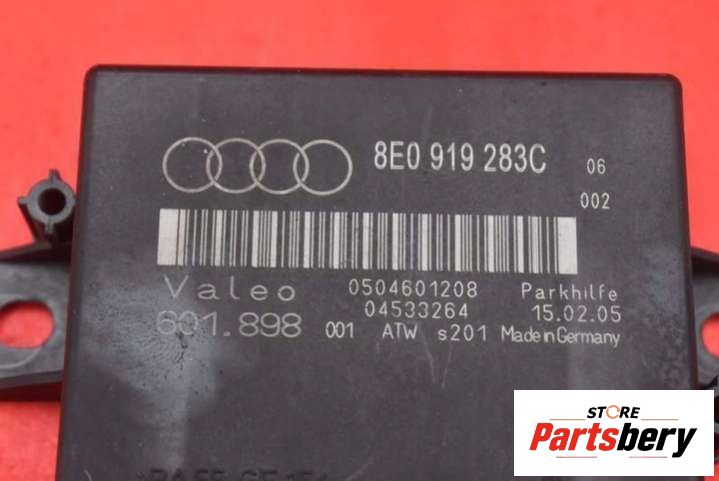 8E0 919 283C 06
002
Valeo 0504601208 Parkhilfe
04533264 15.02.05
601.898 001 ATW s201 Made in Germany
STORE
Partsbery